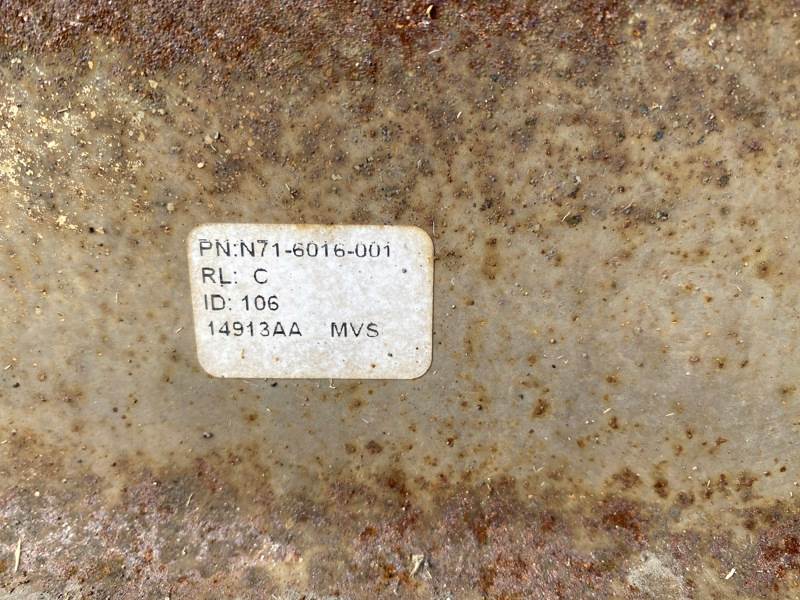 PN:N71-6016-001
RL: C
ID: 106
14913AA MVS